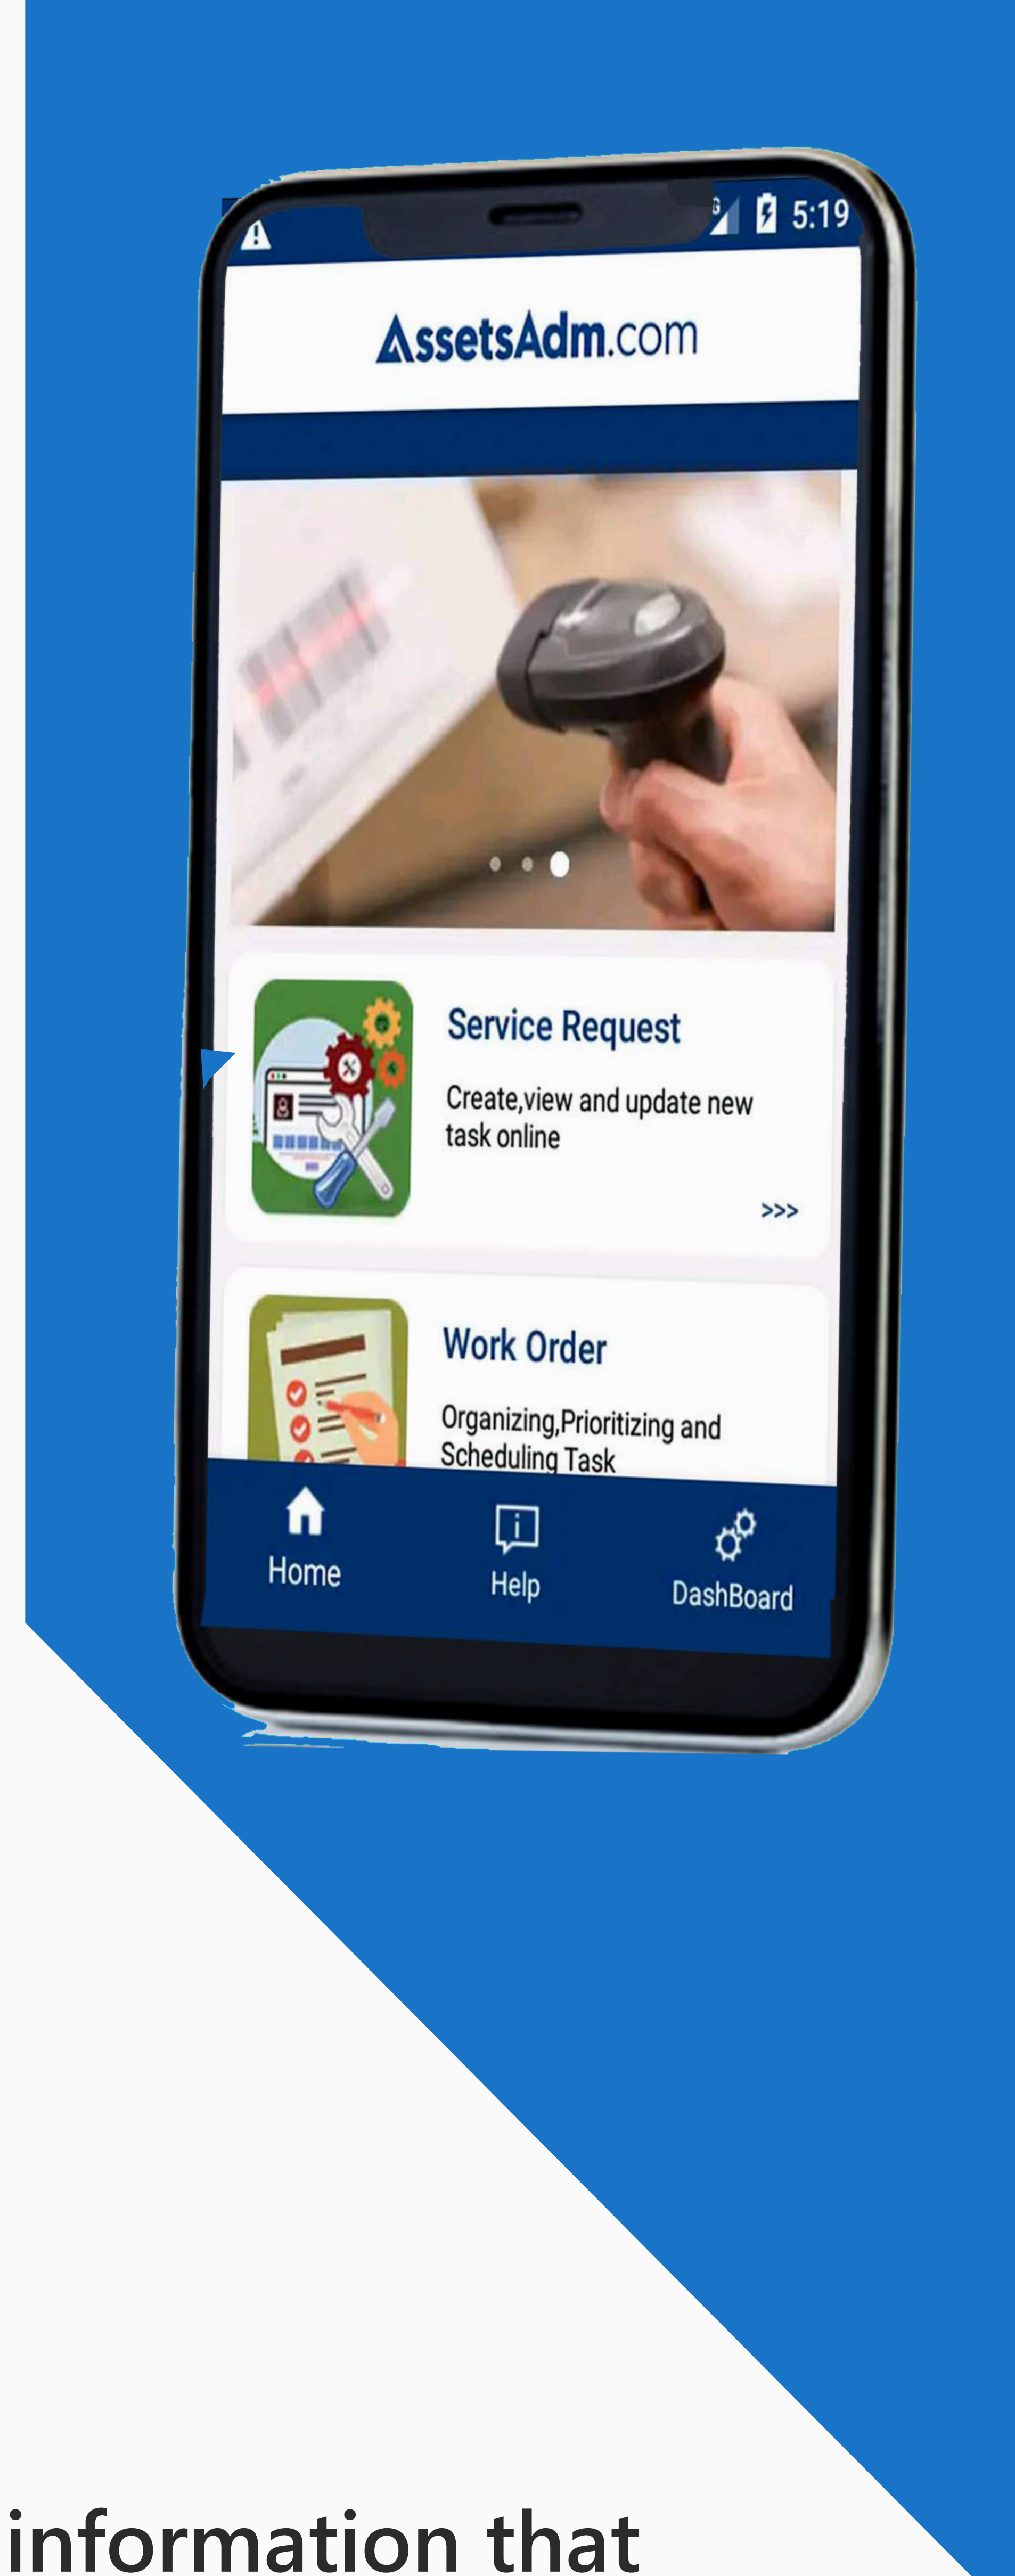 G 5:19
AssetsAdm.com
Service Request
Create,view and update new
task online
>>>
Work Order
Organizing,Prioritizing and
Scheduling Task
Home
Help
DashBoard
information that